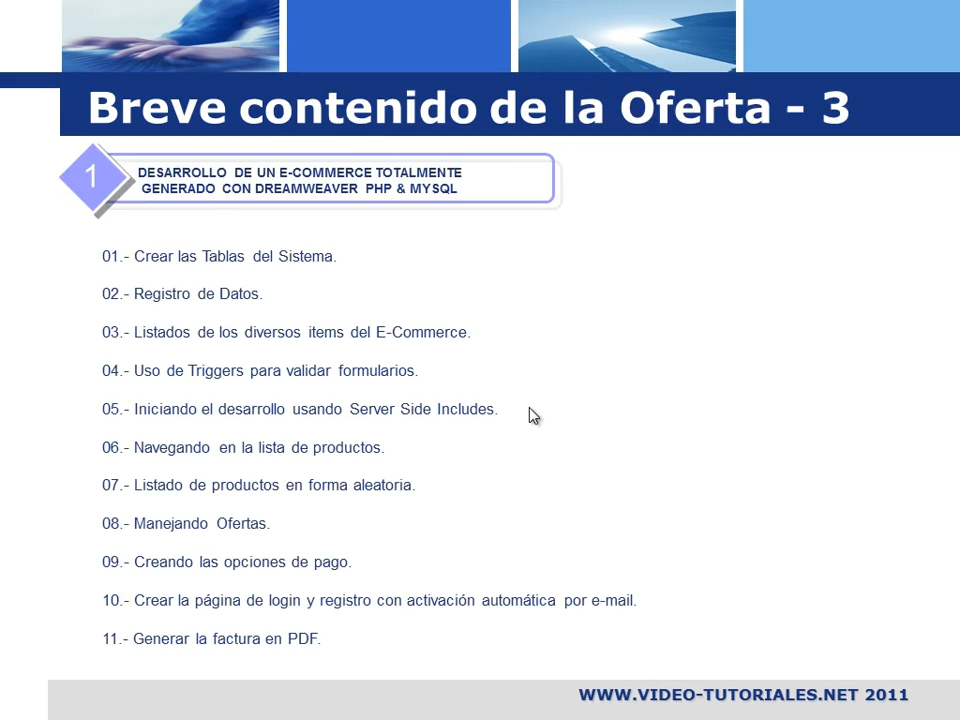 Breve contenido de la Oferta - 3
1
DESARROLLO DE UN E-COMMERCE TOTALMENTE
GENERADO CON DREAMWEAVER PHP & MYSQL
01.- Crear las Tablas del Sistema.
02.- Registro de Datos.
03.- Listados de los diversos items del E-Commerce.
04.- Uso de Triggers para validar formularios.
05.- Iniciando el desarrollo usando Server Side Includes.
06.- Navegando en la lista de productos.
07.- Listado de productos en forma aleatoria.
08.- Manejando Ofertas.
09.- Creando las opciones de pago.
10.- Crear la página de login y registro con activación automática por e-mail.
11.- Generar la factura en PDF.
WWW.VIDEO-TUTORIALES.NET 2011